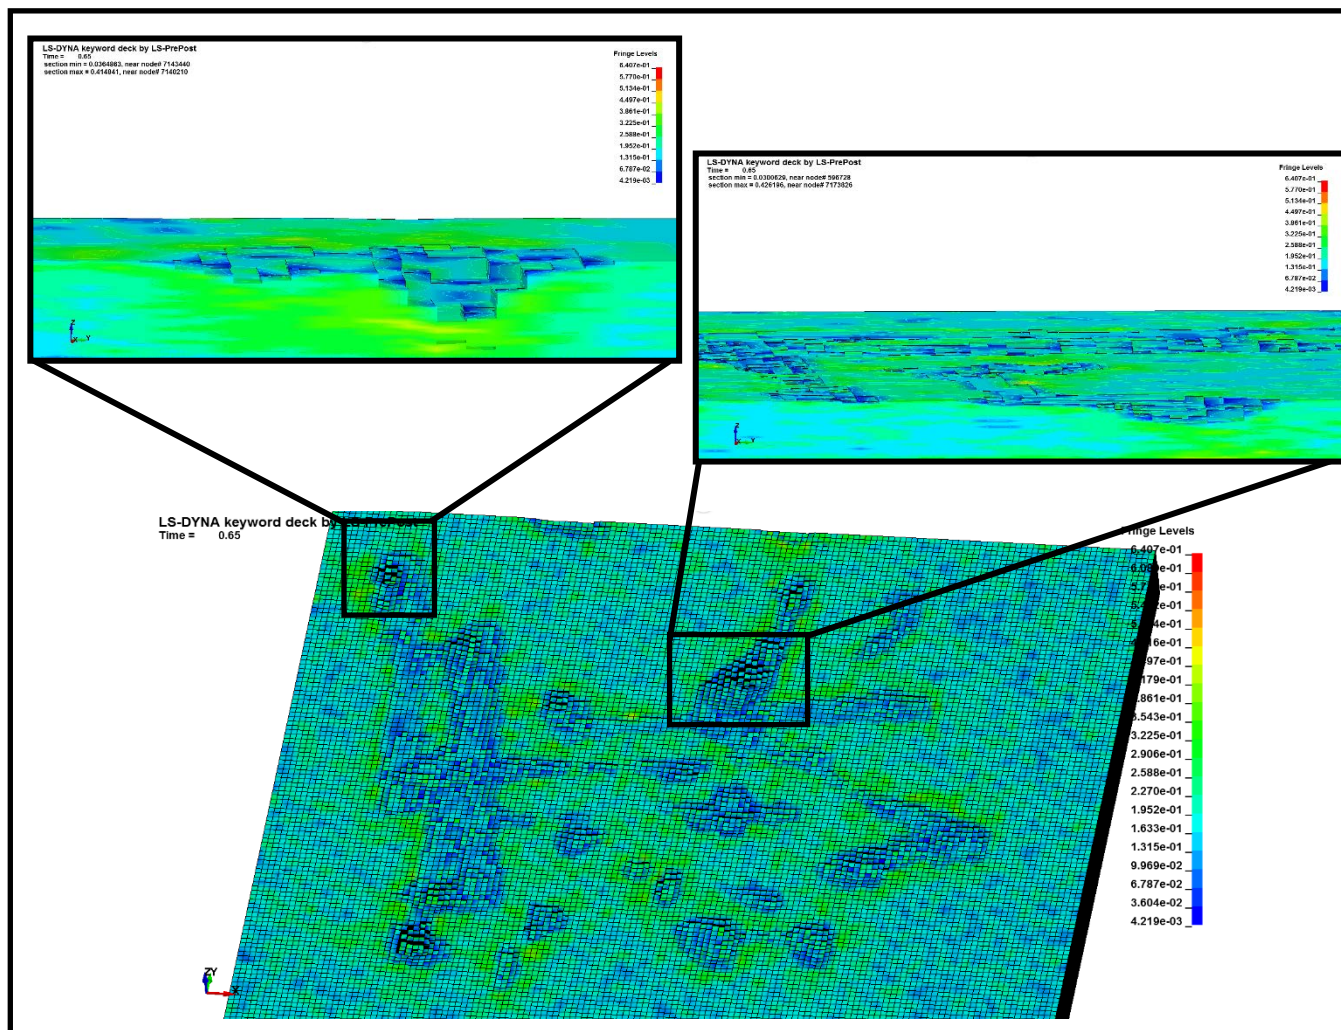 LS-DYNA keyword deck by LS-PrePost
Time = 0.65
section min = 0.0364863, near node# 7143440
section max = 0.414841, near node# 7140210
Fringe Levels
6.407e-01
5.770e-01
5.134e-01
4.497e-01
3.861e-01
3.225e-01
2.588e-01
1.952e-01
1.315e-01
6.787e-02
4.219e-03
Z
X Y
LS-DYNA keyword deck by LS-PrePost
Time = 0.65
section min = 0.0300629, near node# 596728
section max = 0.426196, near node# 7173826
Fringe Levels
6.407e-01
5.770e-01
5.134e-01
4.497e-01
3.861e-01
3.225e-01
2.588e-01
1.952e-01
1.315e-01
6.787e-02
4.219e-03
Z
X Y
LS-DYNA keyword deck by LS-PrePost
Time = 0.65
Fringe Levels
6.407e-01
3.225e-01
2.906e-01
2.588e-01
2.270e-01
1.952e-01
1.633e-01
1.315e-01
9.969e-02
6.787e-02
3.604e-02
4.219e-03
ZY
X